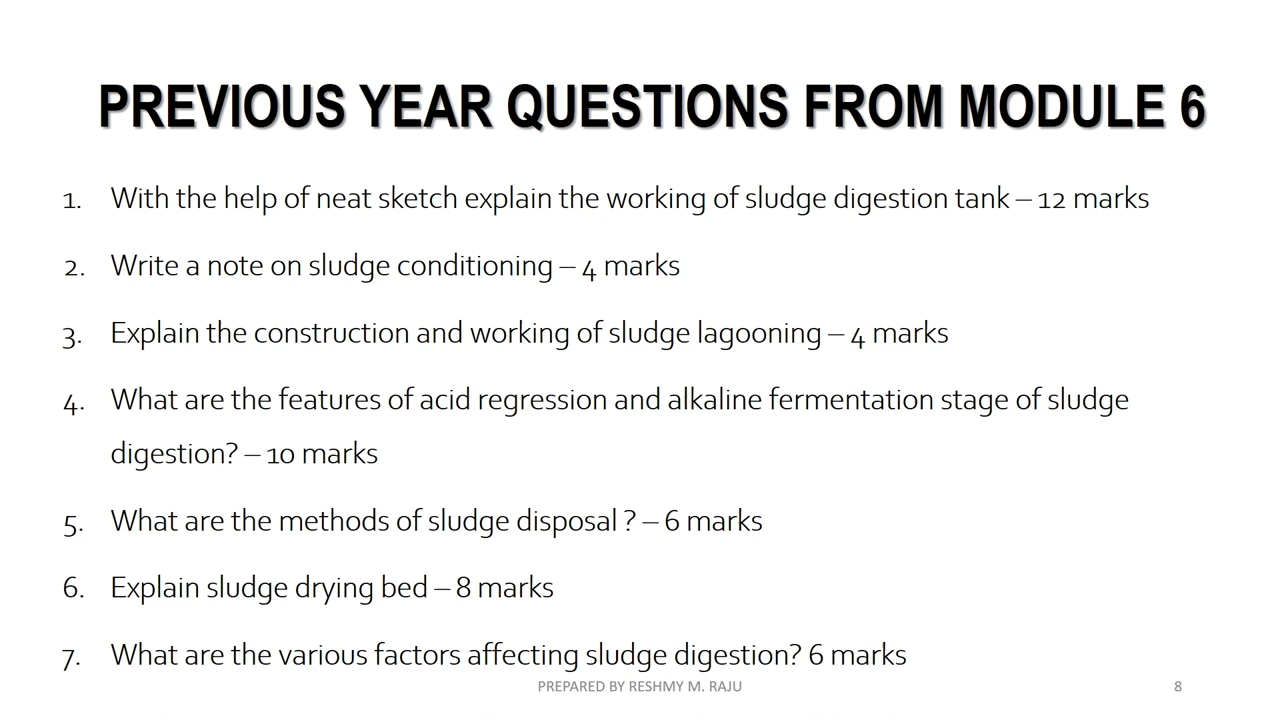 PREVIOUS YEAR QUESTIONS FROM MODULE 6
1. With the help of neat sketch explain the working of sludge digestion tank – 12 marks
2. Write a note on sludge conditioning – 4 marks
3. Explain the construction and working of sludge lagooning – 4 marks
4. What are the features of acid regression and alkaline fermentation stage of sludge
digestion? – 10 marks
5. What are the methods of sludge disposal ? – 6 marks
6. Explain sludge drying bed – 8 marks
7. What are the various factors affecting sludge digestion? 6 marks
PREPARED BY RESHMY M. RAJU
8